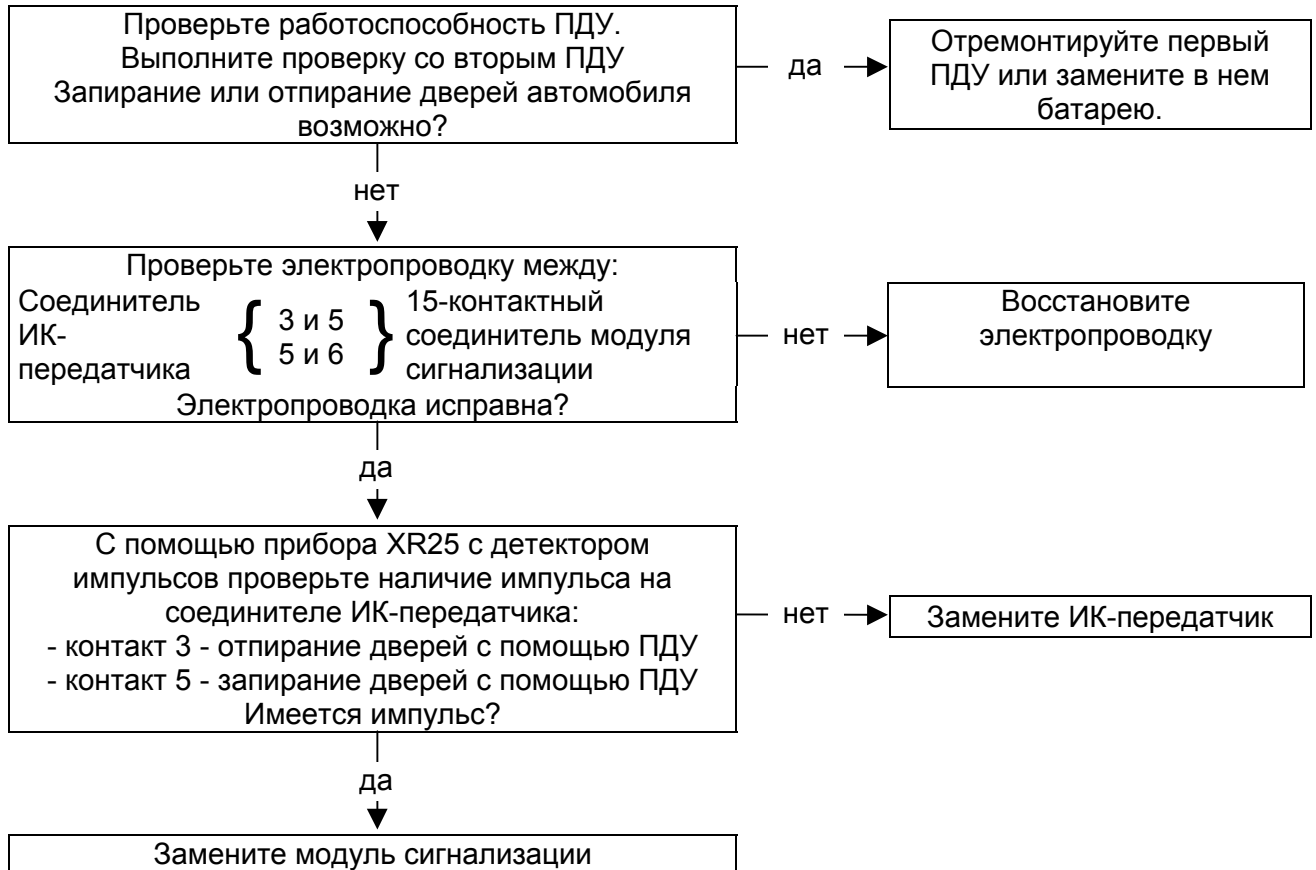 Проверьте работоспособность ПДУ.
Выполните проверку со вторым ПДУ
Запирание или отпирание дверей автомобиля
возможно?
да
Отремонтируйте первый
ПДУ или замените в нем
батарею.
нет
Проверьте электропроводку между:
Соединитель
ИК-
передатчика
{ 3 и 5
5 и 6 }
15-контактный
соединитель модуля
сигнализации
Электропроводка исправна?
нет
Восстановите
электропроводку
да
С помощью прибора XR25 с детектором
импульсов проверьте наличие импульса на
соединителе ИК-передатчика:
- контакт 3 - отпирание дверей с помощью ПДУ
- контакт 5 - запирание дверей с помощью ПДУ
Имеется импульс?
нет
Замените ИК-передатчик
да
Замените модуль сигнализации